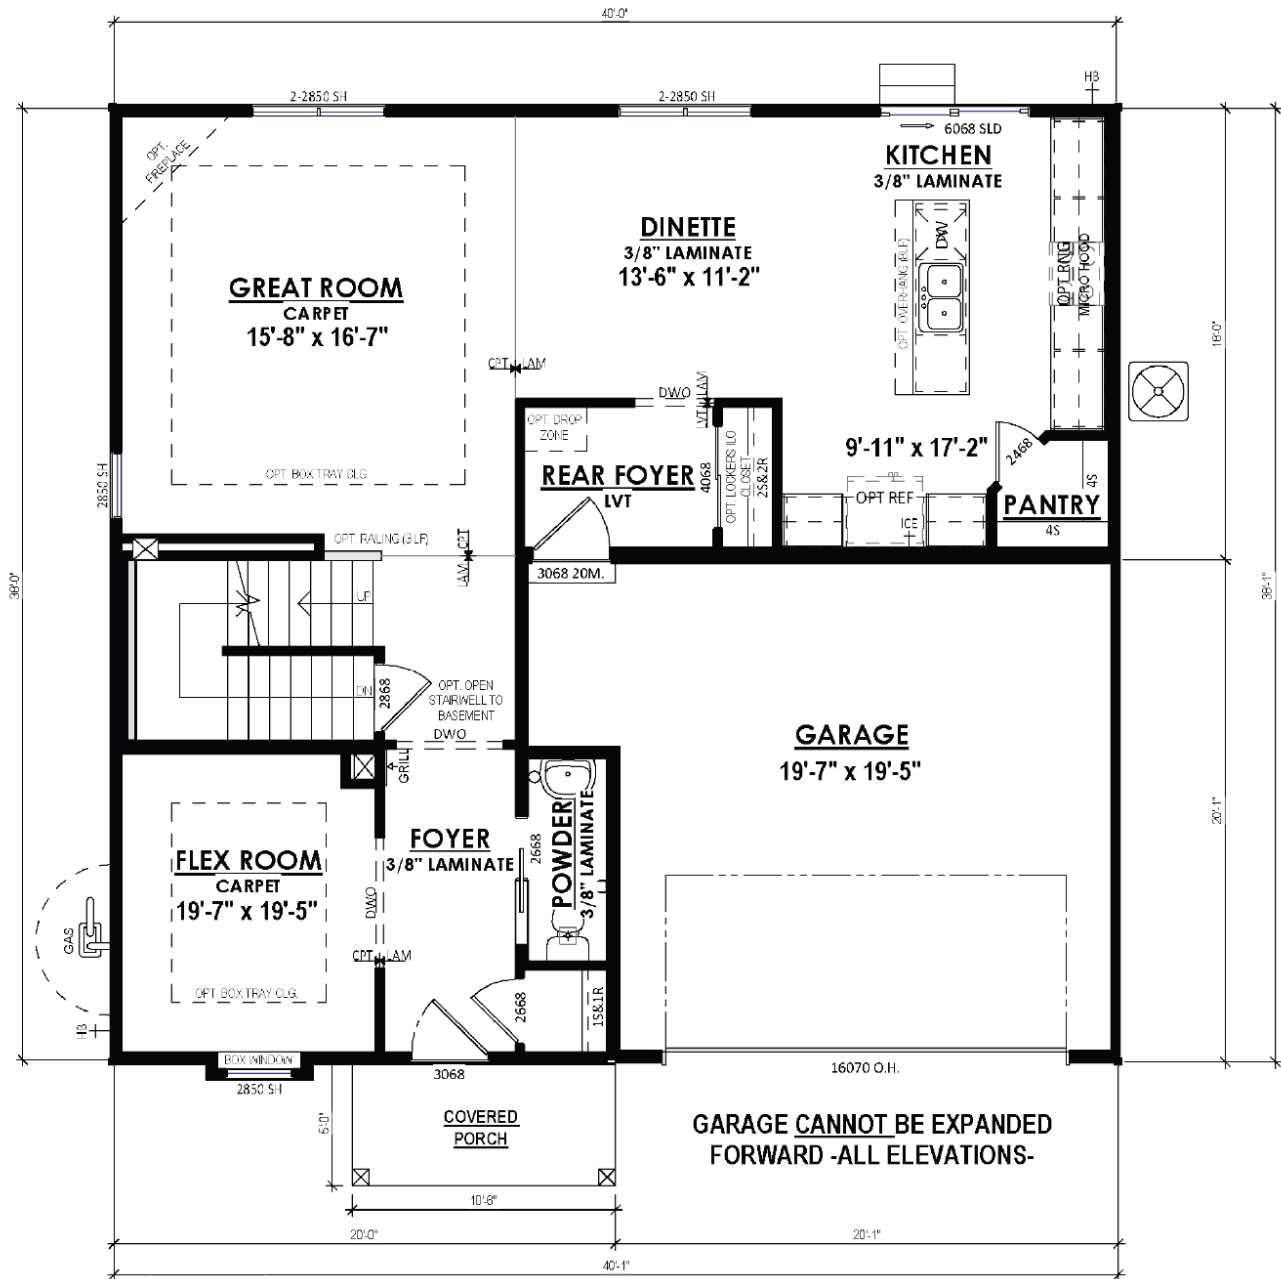 40'-0"
2-2850 SH
2-2850 SH
HB
6068 SLD
OPT.
FIREPLACE
KITCHEN
3/8" LAMINATE
DINETTE
3/8" LAMINATE
13'-6" x 11'-2"
DW
OPT. OVERHANG (8LF)
OPT RNG
MICRO HOOD
GREAT ROOM
CARPET
15'-8" x 16'-7"
18'-0"
CPT LAM
DWO
LAM
LVT
OPT. DROP
ZONE
REAR FOYER
LVT
4068
OPT. LOCKERS ILO
CLOSET
2S&2R
9'-11" x 17'-2"
2468
UP
OPT REF
ICE
PANTRY
4S
4S
2850 SH
OPT. BOX TRAY CLG
OPT. RAILING (3 LF)
CPT
LAM
3068 20M.
38'-0"
38'-1"
UP
DN
2868
OPT. OPEN
STAIRWELL TO
BASEMENT
DWO
GRILL
GARAGE
19'-7" x 19'-5"
20'-1"
FOYER
3/8" LAMINATE
2668
POWDER
3/8" LAMINATE
FLEX ROOM
CARPET
19'-7" x 19'-5"
DWO
GAS
CPT LAM
OPT. BOX TRAY CLG.
2668
1S&1R
HB
BOX WINDOW
2850 SH
3068
16070 O.H.
COVERED
PORCH
5'-0"
GARAGE CANNOT BE EXPANDED
FORWARD -ALL ELEVATIONS-
10'-6"
20'-0"
20'-1"
40'-1"